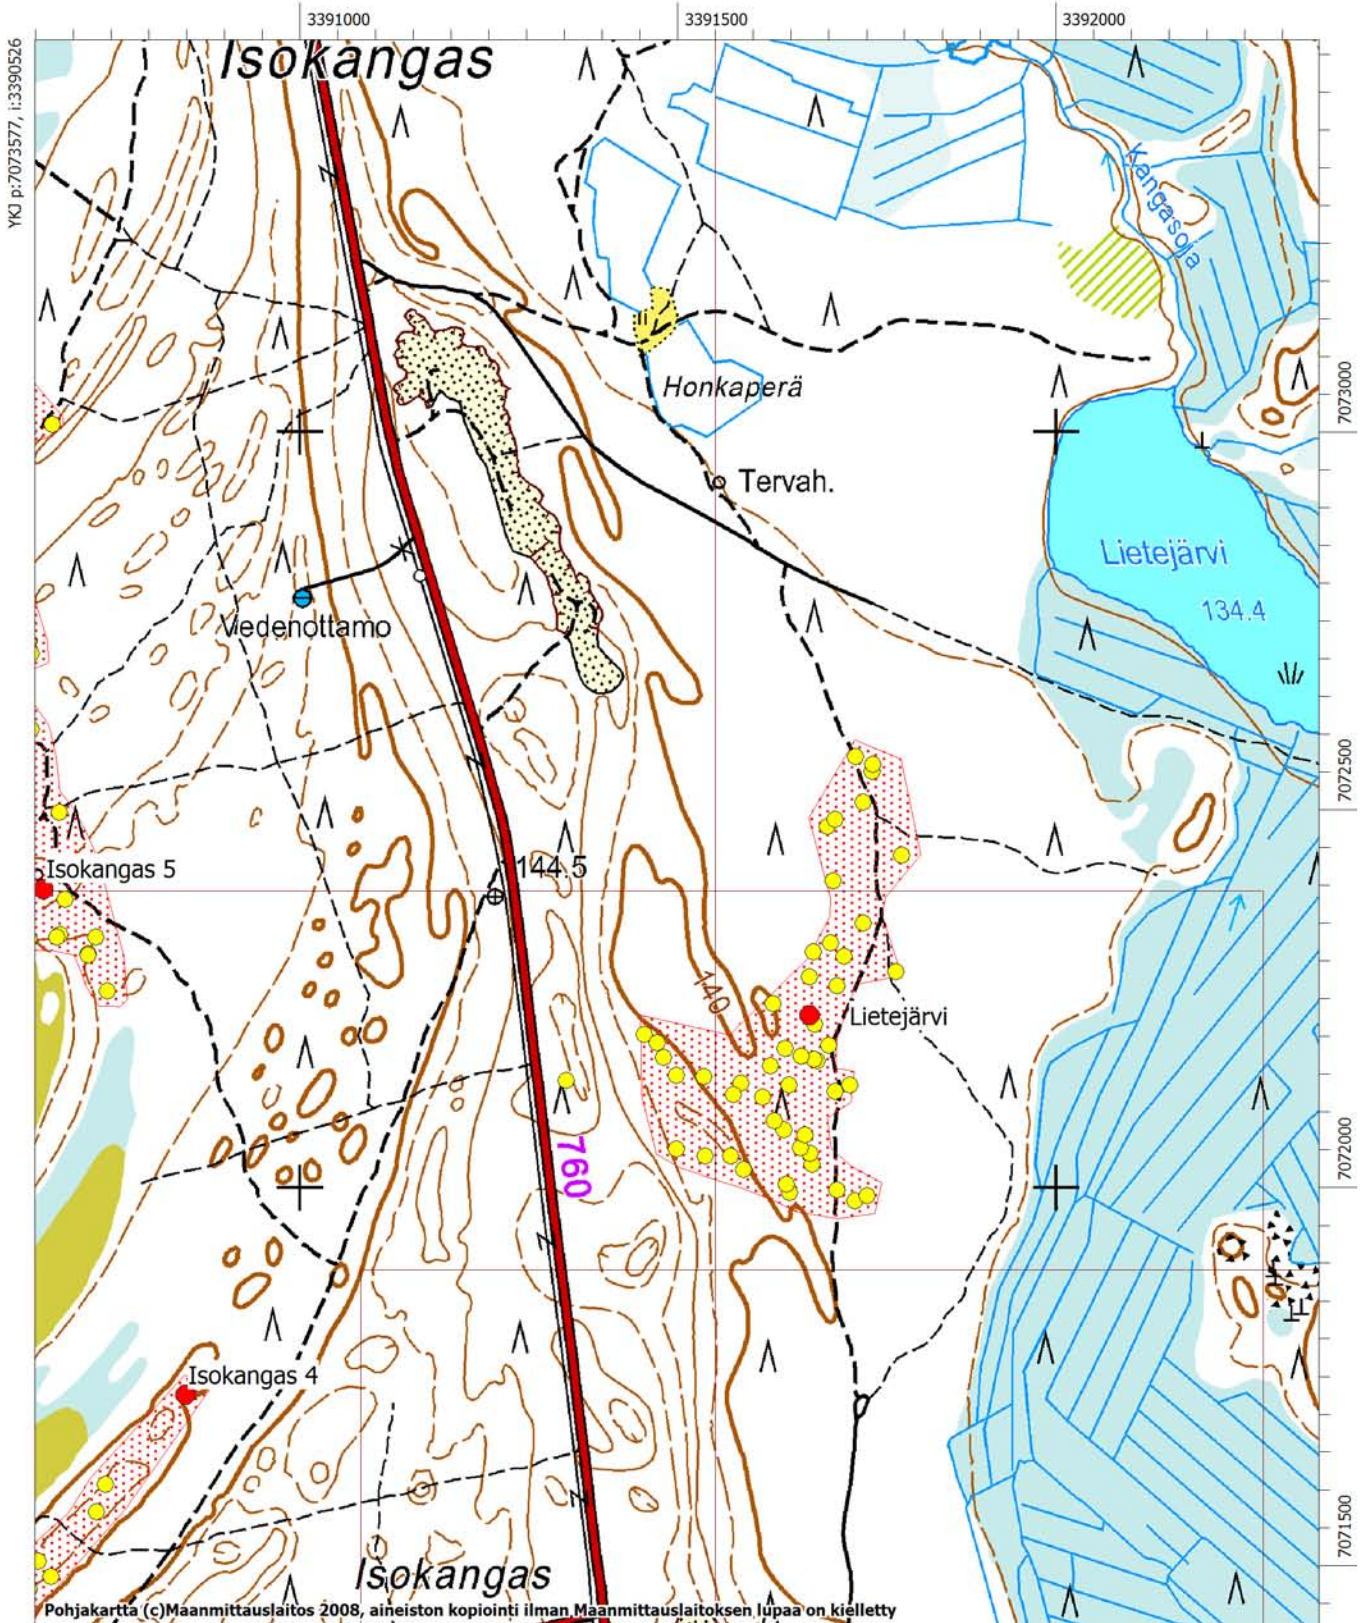 3391000
3391500
3392000
YKJ p:7073577, i:3390526
Isokangas
Kangasoja
Honkaperä
7073000
Tervah.
Lietejärvi
134.4
Vedenottamo
7072500
144.5
Isokangas 5
140
Lietejärvi
760
7072000
Isokangas 4
7071500
Isokangas
Pohjakartta (c)Maanmittauslaitos 2008, aineiston kopiointi ilman Maanmittauslaitoksen lupaa on kielletty